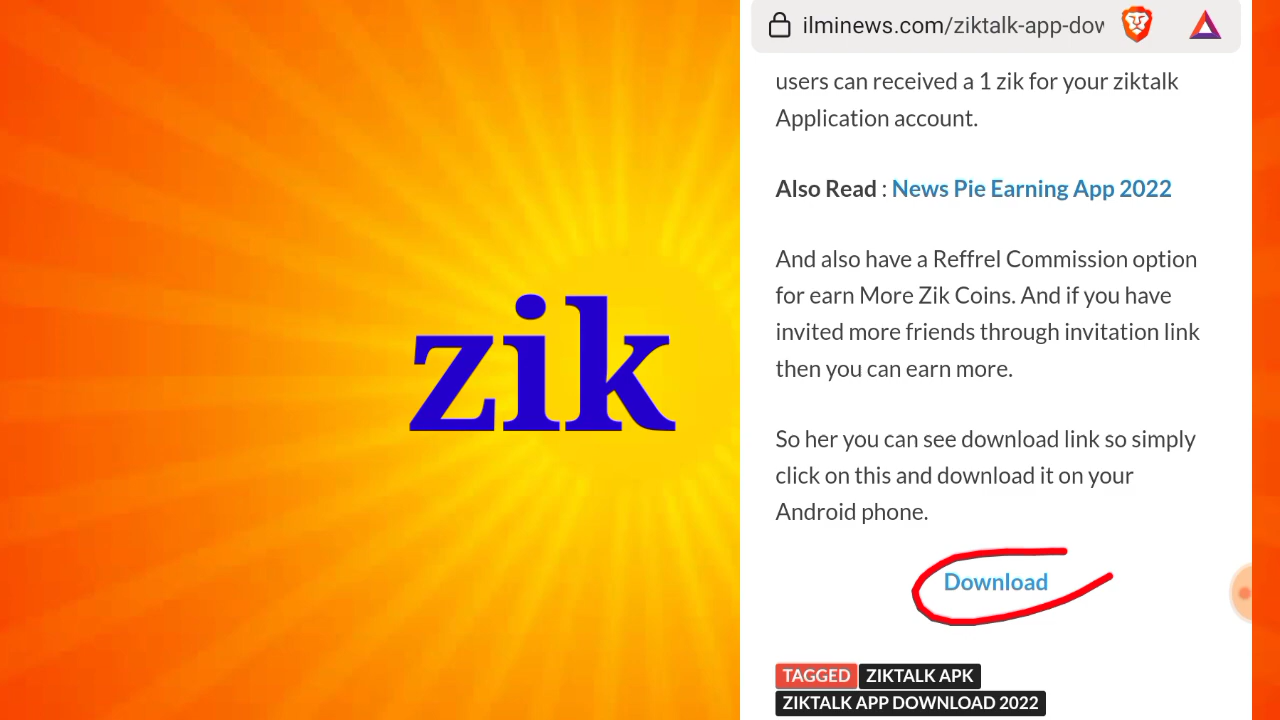 zik
ilminews.com/ziktalk-app-dow
users can received a 1 zik for your ziktalk
Application account.
Also Read : News Pie Earning App 2022
And also have a Reffrel Commission option
for earn More Zik Coins. And if you have
invited more friends through invitation link
then you can earn more.
So her you can see download link so simply
click on this and download it on your
Android phone.
Download
TAGGED ZIKTALK APK
ZIKTALK APP DOWNLOAD 2022